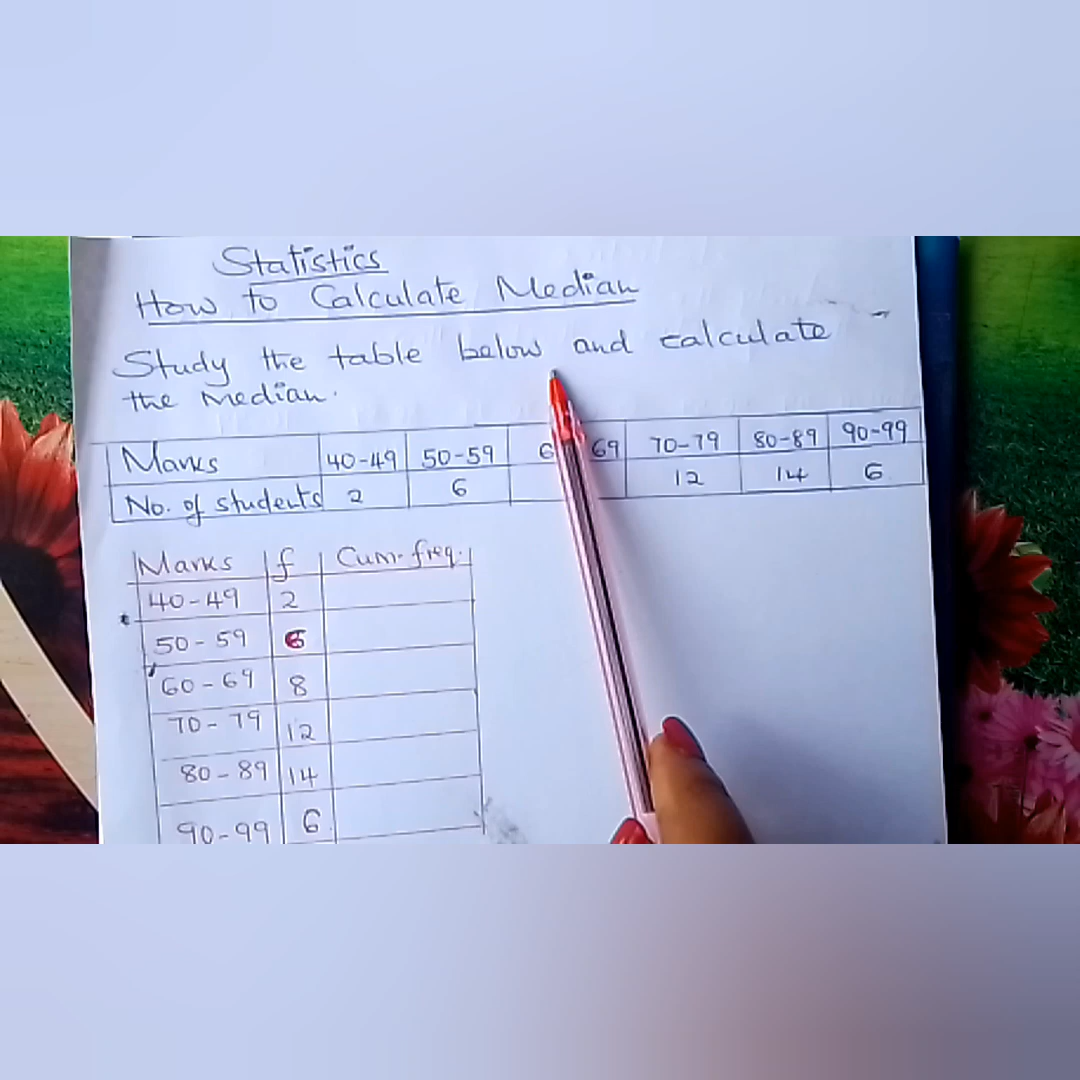 Statistics
How to Calculate Median
Study the table below and calculate
the Median.
Marks 40-49 50-59 69 70-79 80-89 90-99
No. of students 2 6 12 14 6
Marks f Cum. freq.
40-49 2
50-59 6
60-69 8
70-79 12
80-89 14
90-99 6